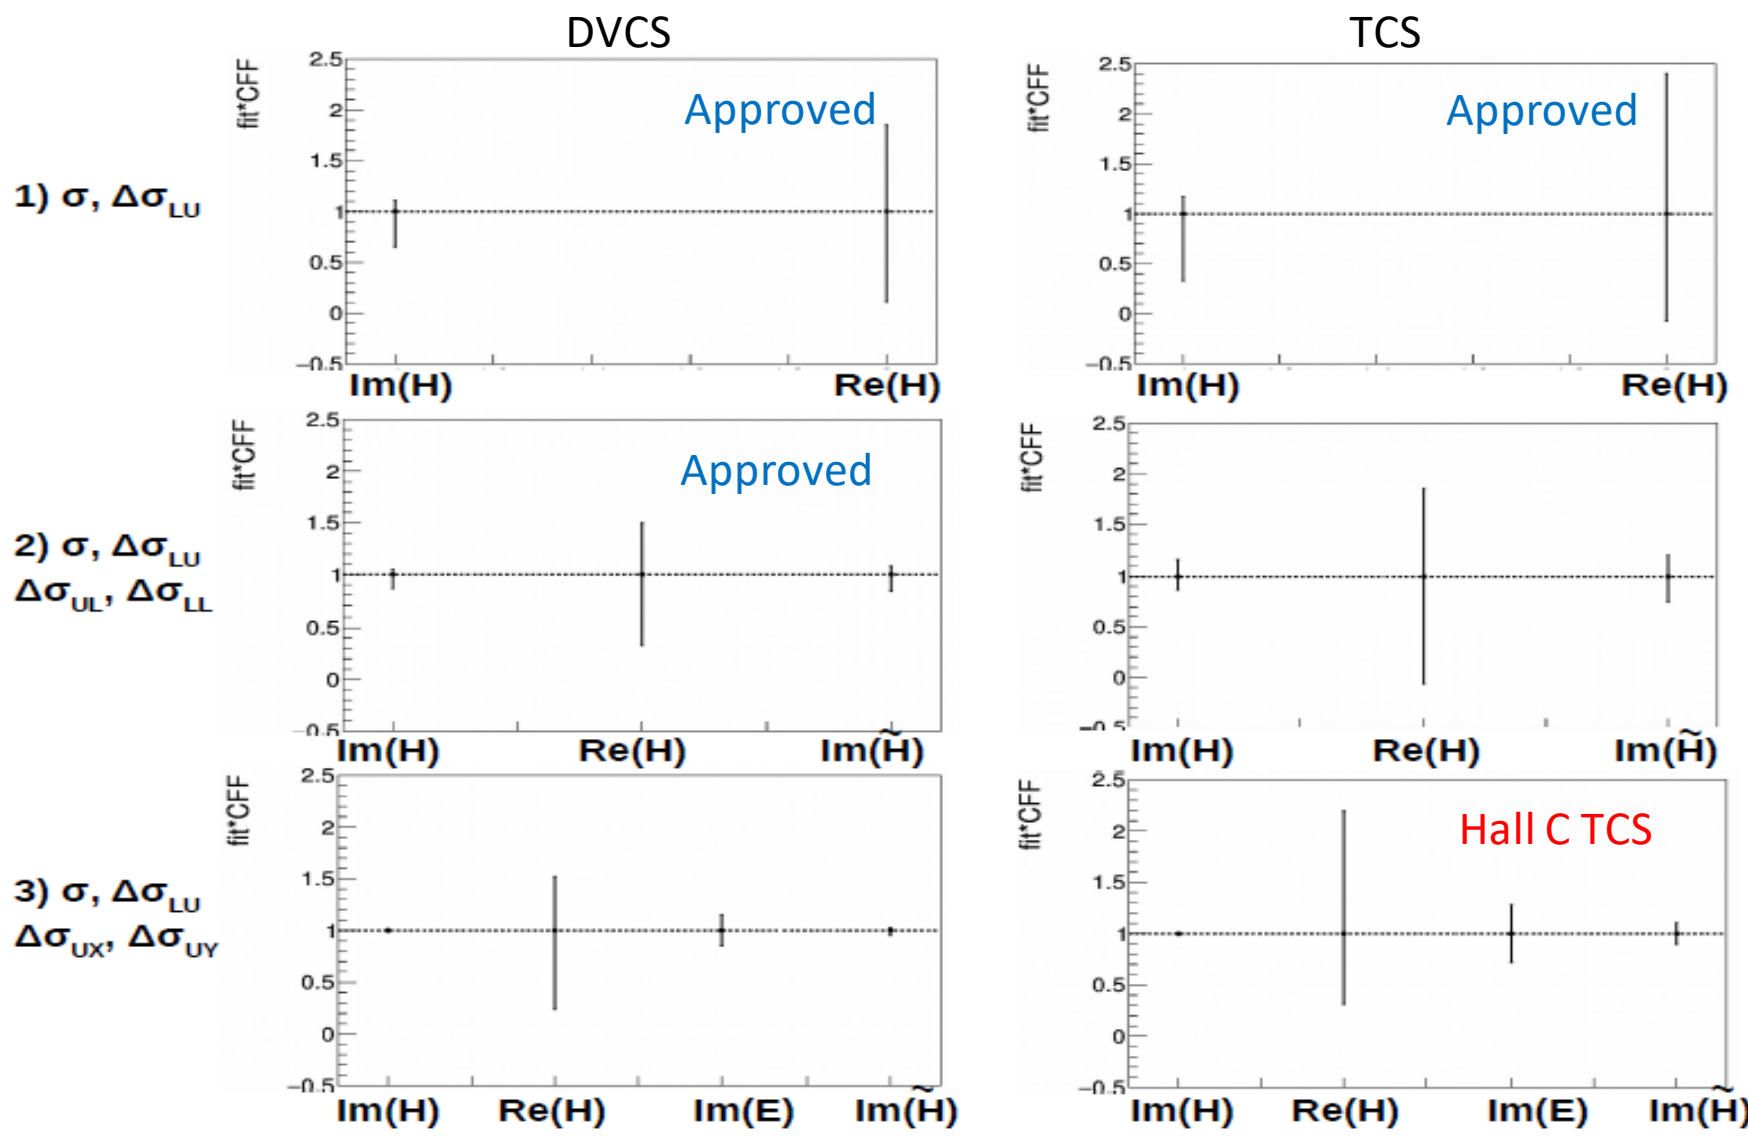 DVCS
TCS
fit*CFF
2.5
2
1.5
1
0.5
0
−0.5
Approved
Im(H)
Re(H)
fit*CFF
2.5
2
1.5
1
0.5
0
−0.5
Approved
Im(H)
Re(H)
1) σ, Δσ_LU
fit*CFF
2.5
2
1.5
1
0.5
0
−0.5
Approved
Im(H)
Re(H)
Im(H̃)
fit*CFF
2.5
2
1.5
1
0.5
0
−0.5
Im(H)
Re(H)
Im(H̃)
2) σ, Δσ_LU
Δσ_UL, Δσ_LL
fit*CFF
2.5
2
1.5
1
0.5
0
−0.5
Im(H)
Re(H)
Im(E)
Im(H̃)
fit*CFF
2.5
2
1.5
1
0.5
0
−0.5
Hall C TCS
Im(H)
Re(H)
Im(E)
Im(H̃)
3) σ, Δσ_LU
Δσ_UX, Δσ_UY